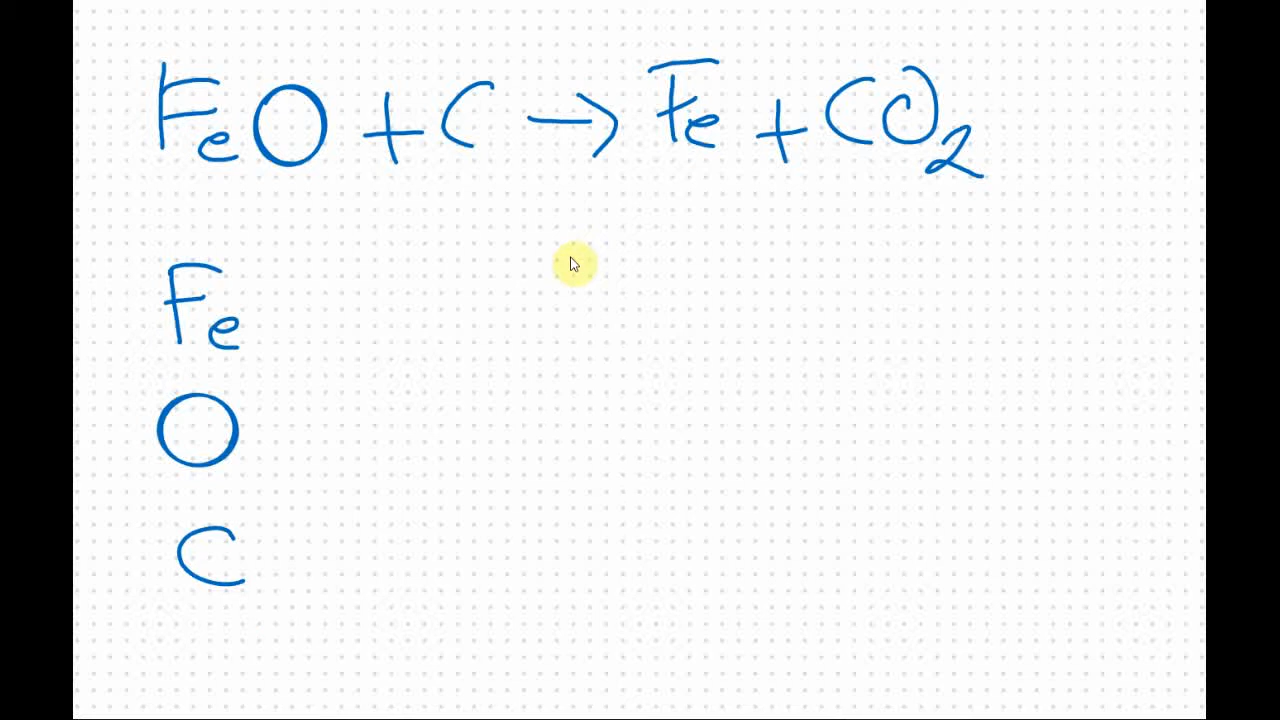 FeO + C → Fe + CO₂
Fe
O
C